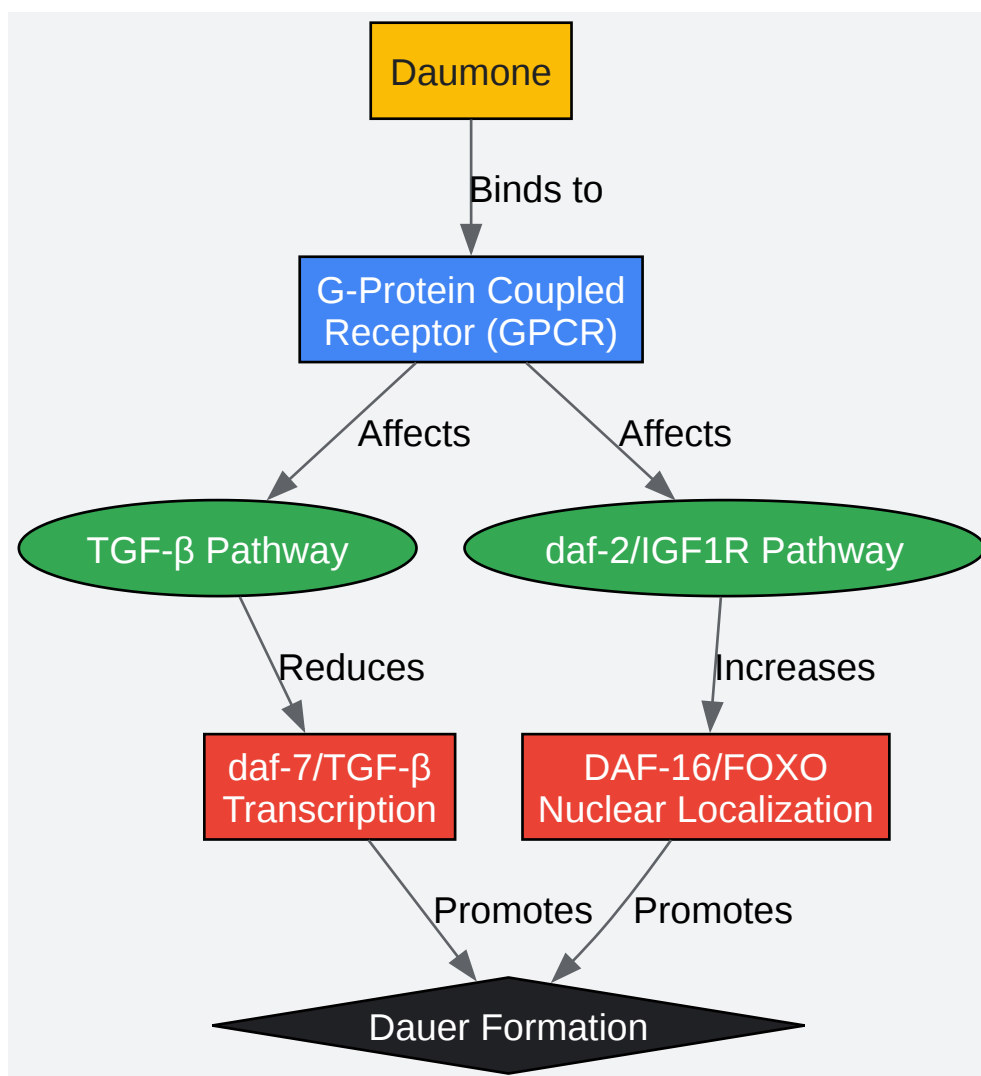 Daumone
Binds to
G-Protein Coupled
Receptor (GPCR)
Affects
Affects
TGF-β Pathway
daf-2/IGF1R Pathway
Reduces
Increases
daf-7/TGF-β
Transcription
DAF-16/FOXO
Nuclear Localization
Promotes
Promotes
Dauer Formation